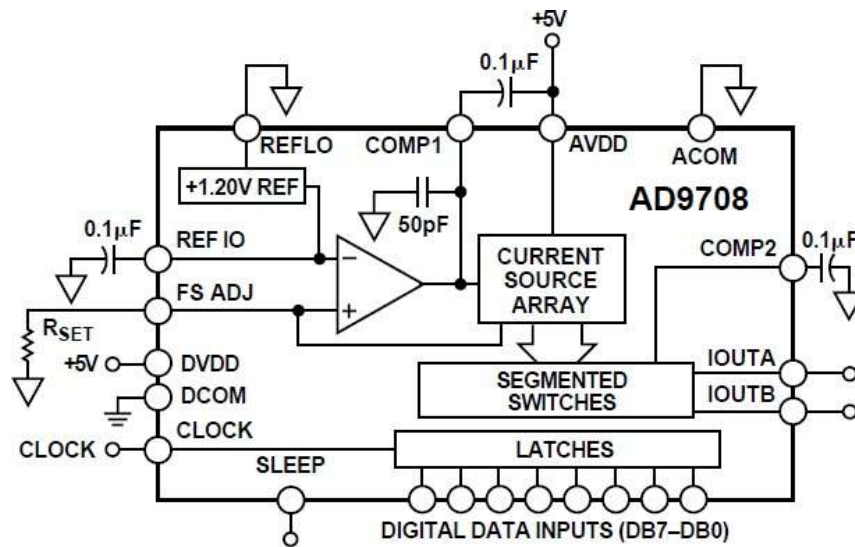 +5V
0.1μF
REFLO
COMP1
AVDD
ACOM
+1.20V REF
50pF
AD9708
0.1μF
REF IO
CURRENT
SOURCE
ARRAY
COMP2
0.1μF
FS ADJ
RSET
+5V
DVDD
DCOM
SEGMENTED
SWITCHES
IOUTA
IOUTB
CLOCK
CLOCK
SLEEP
LATCHES
DIGITAL DATA INPUTS (DB7–DB0)